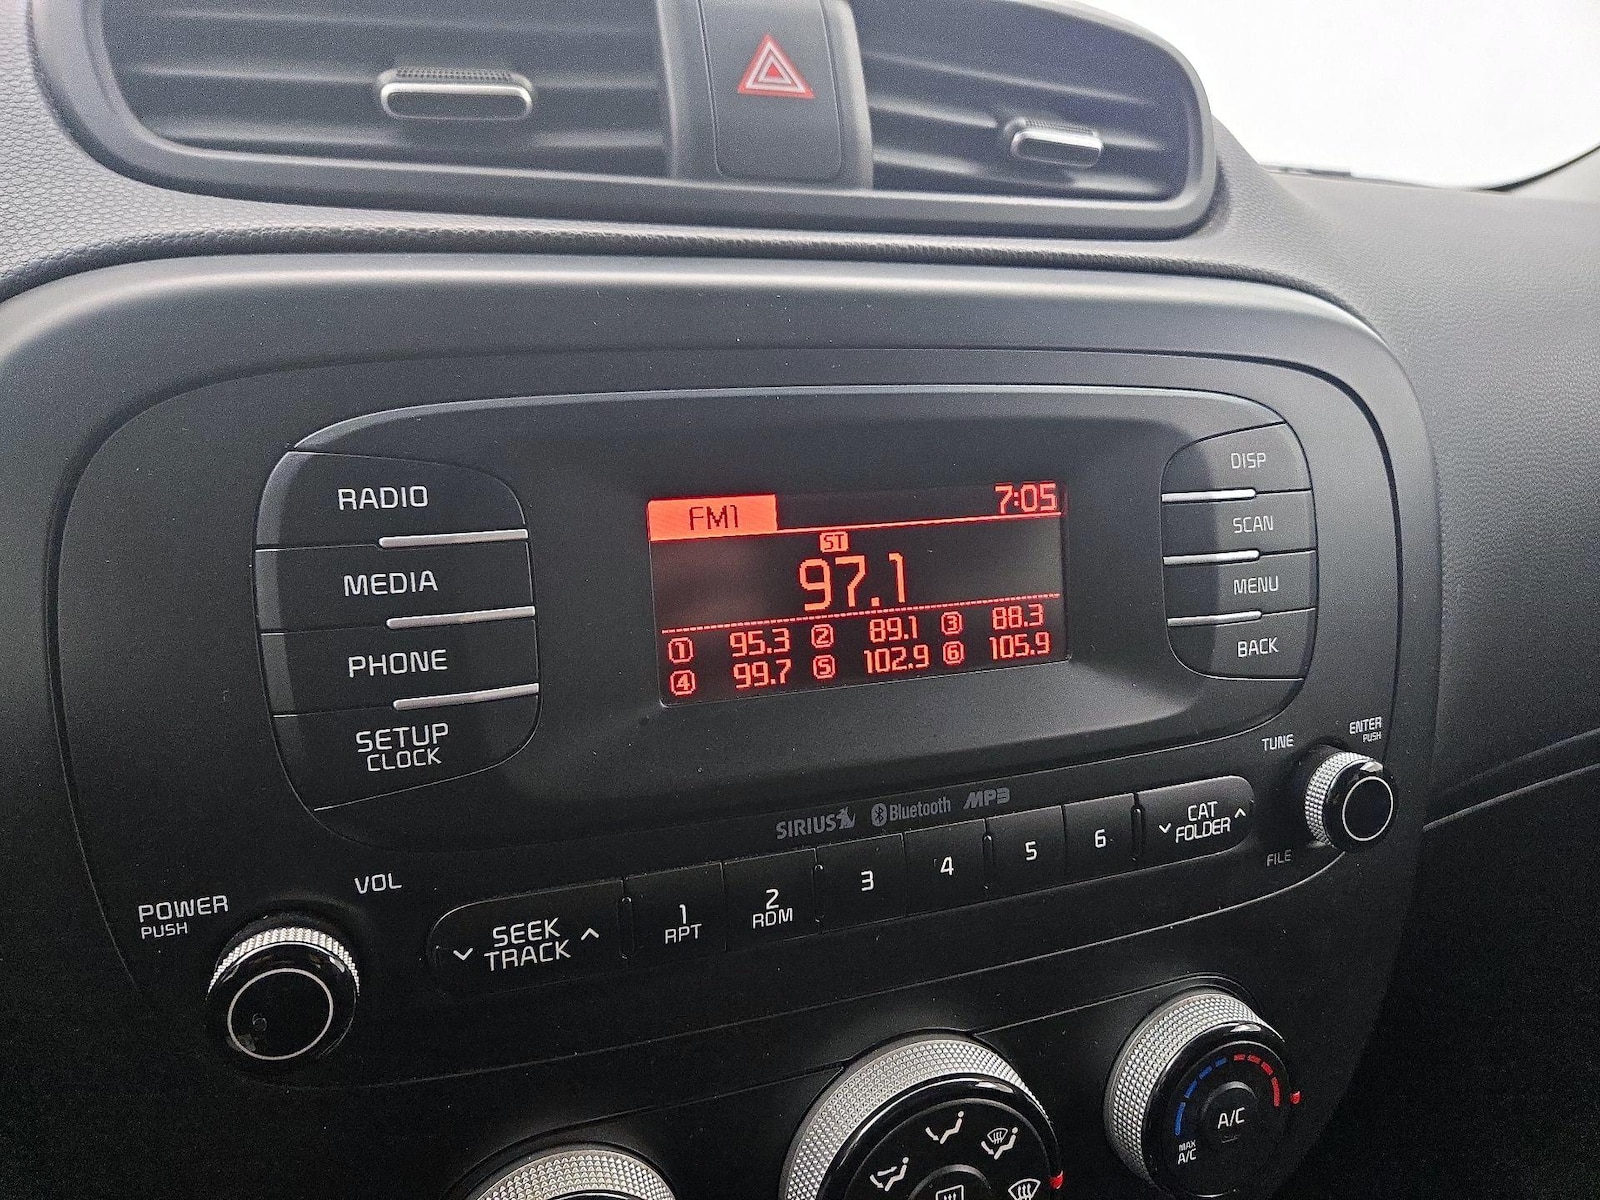 RADIO
MEDIA
PHONE
SETUP
CLOCK
FM1
7:05
ST
97.1
1 95.3 2 89.1 3 88.3
4 99.7 5 102.9 6 105.9
DISP
SCAN
MENU
BACK
TUNE
ENTER
PUSH
FILE
SIRIUS Bluetooth MP3
POWER
PUSH
VOL
SEEK
TRACK
1
RPT
2
RDM
3
4
5
6
CAT
FOLDER
A/C
MAX
A/C